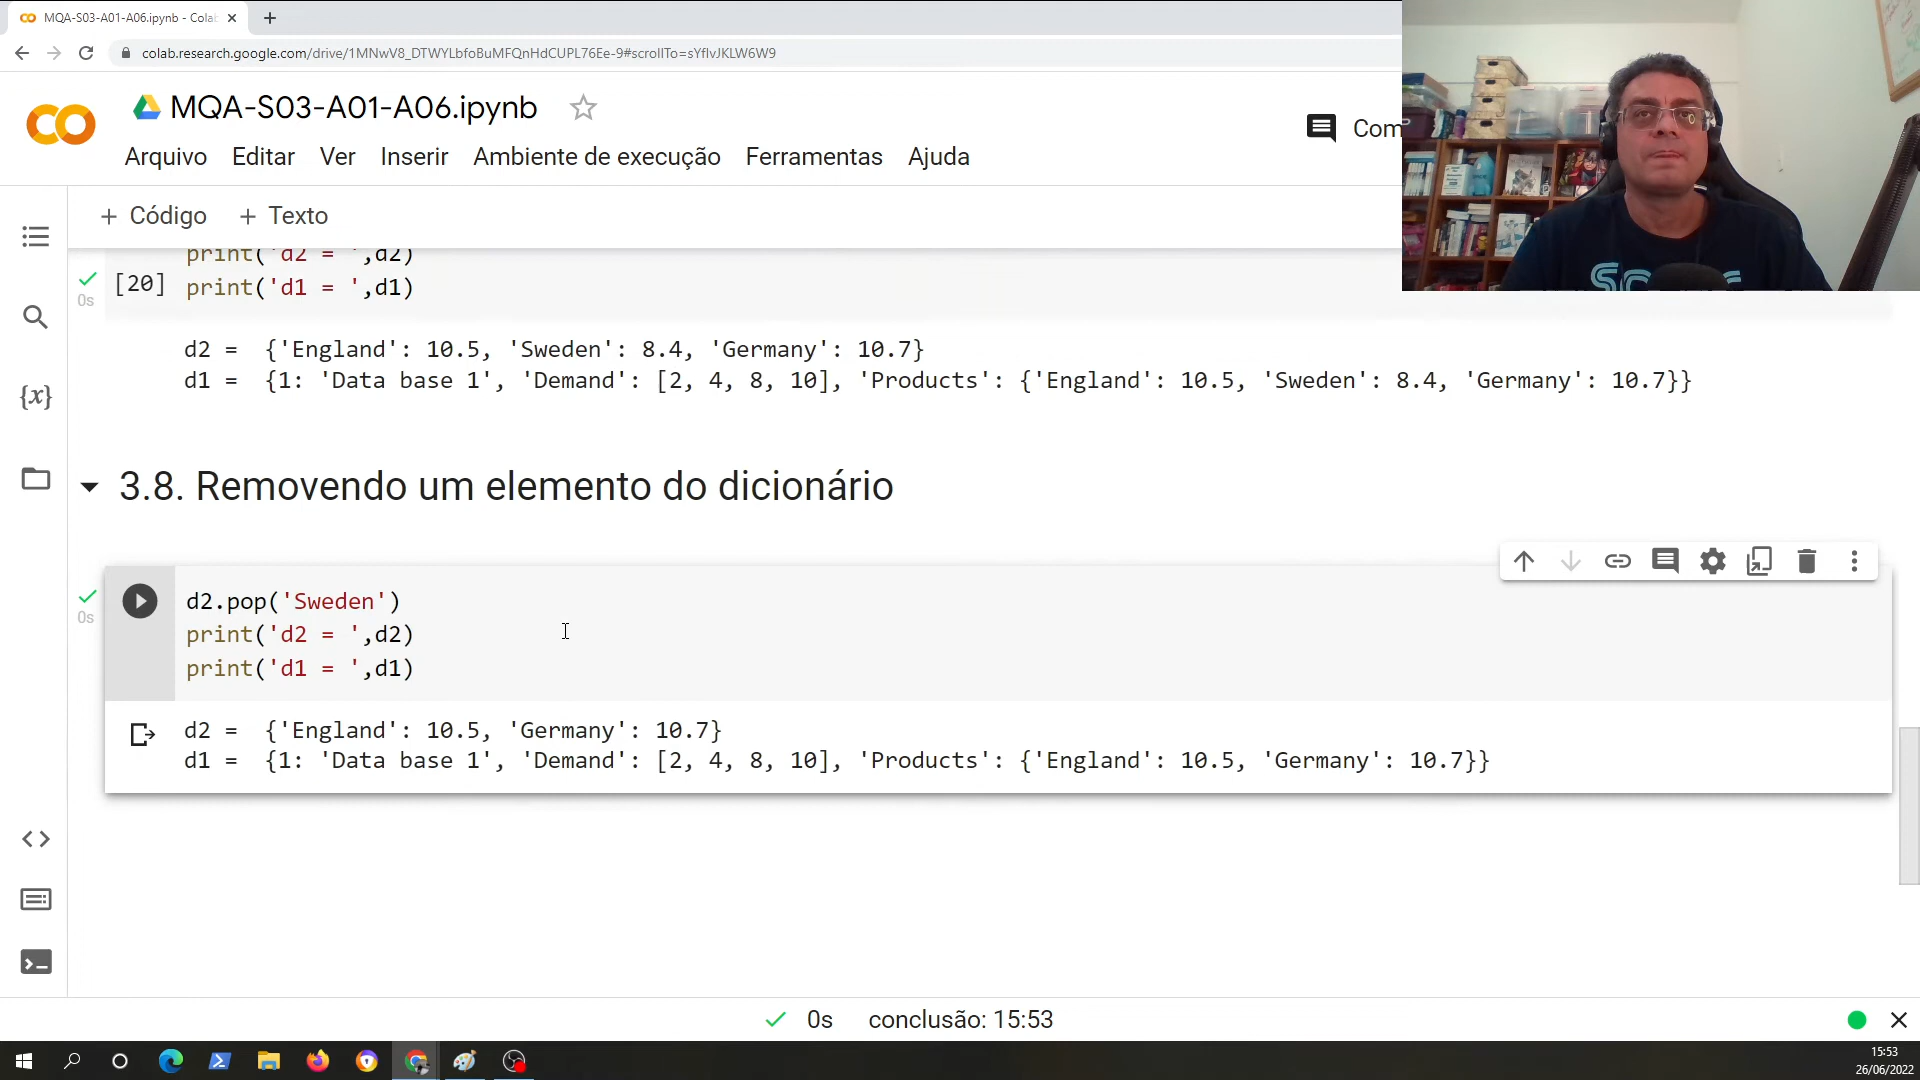 MQA-S03-A01-A06.ipynb - Colab
colab.research.google.com/drive/1MNwV8_DTWYLbfoBuMFQnHdCUPL76Ee-9#scrollTo=sYfIvJKLW6W9
MQA-S03-A01-A06.ipynb
Com
Arquivo Editar Ver Inserir Ambiente de execução Ferramentas Ajuda
+ Código + Texto
print('d2 = ',d2)
0s [20] print('d1 = ',d1)
d2 = {'England': 10.5, 'Sweden': 8.4, 'Germany': 10.7}
d1 = {1: 'Data base 1', 'Demand': [2, 4, 8, 10], 'Products': {'England': 10.5, 'Sweden': 8.4, 'Germany': 10.7}}
3.8. Removendo um elemento do dicionário
d2.pop('Sweden')
0s
print('d2 = ',d2)
print('d1 = ',d1)
d2 = {'England': 10.5, 'Germany': 10.7}
d1 = {1: 'Data base 1', 'Demand': [2, 4, 8, 10], 'Products': {'England': 10.5, 'Germany': 10.7}}
0s conclusão: 15:53
15:53
26/06/2022